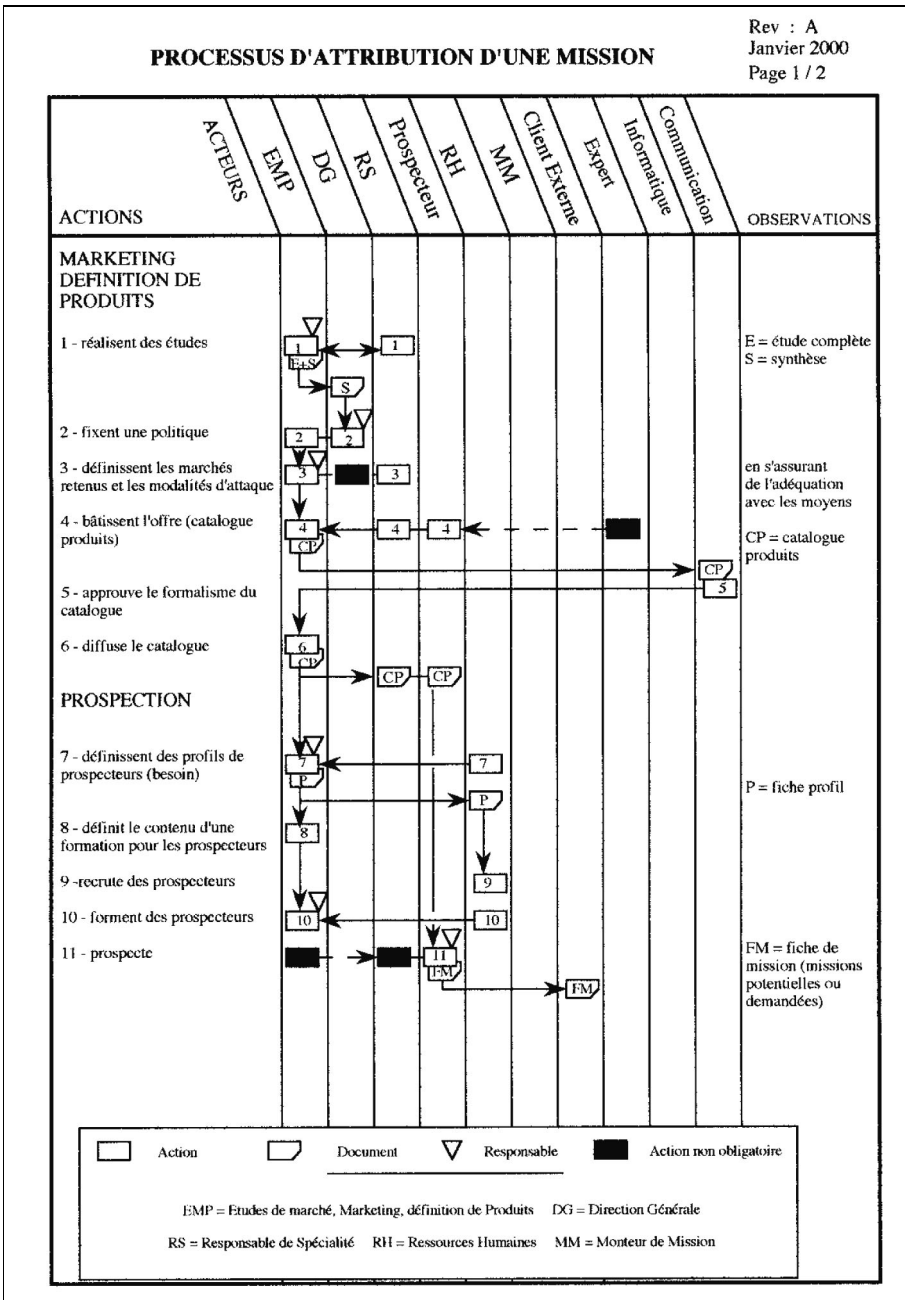 Rev : A
Janvier 2000
Page 1 / 2
PROCESSUS D'ATTRIBUTION D'UNE MISSION
ACTEURS
EMP
DG
RS
Prospecteur
RH
MM
Client Externe
Expert
Informatique
Communication
ACTIONS
OBSERVATIONS
MARKETING
DEFINITION DE
PRODUITS
1 - réalisent des études
1
E+S
1
E = étude complète
S = synthèse
S
2 - fixent une politique
2
2
3 - définissent les marchés
retenus et les modalités d'attaque
3
3
en s'assurant
de l'adéquation
avec les moyens
4 - bâtissent l'offre (catalogue
produits)
4
CP
4
4
CP = catalogue
produits
CP
5 - approuve le formalisme du
catalogue
5
6 - diffuse le catalogue
6
CP
CP
CP
PROSPECTION
7 - définissent des profils de
prospecteurs (besoin)
7
P
7
P = fiche profil
P
8 - définit le contenu d'une
formation pour les prospecteurs
8
9 -recrute des prospecteurs
9
10 - forment des prospecteurs
10
10
11 - prospecte
11
FM
FM
FM = fiche de
mission (missions
potentielles ou
demandées)
Action
Document
Responsable
Action non obligatoire
EMP = Etudes de marché, Marketing, définition de Produits DG = Direction Générale
RS = Responsable de Spécialité RH = Ressources Humaines MM = Monteur de Mission